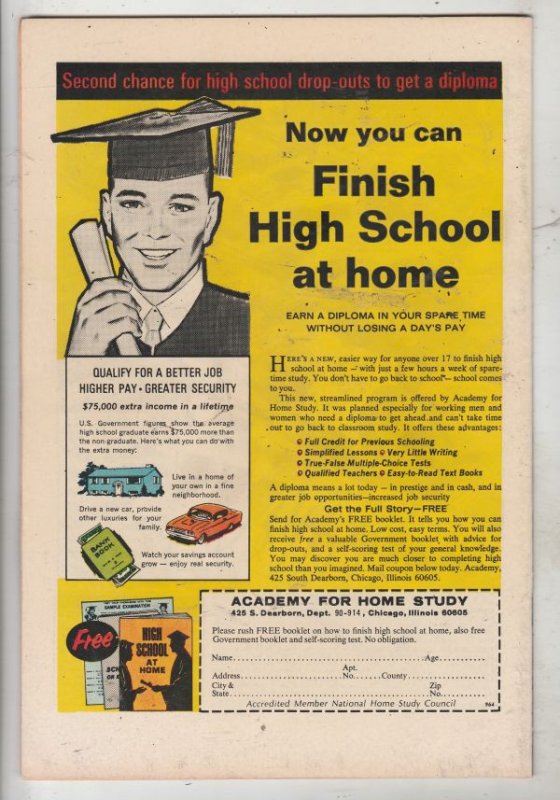 Second chance for high school drop-outs to get a diploma
Now you can
Finish
High School
at home
EARN A DIPLOMA IN YOUR SPARE TIME
WITHOUT LOSING A DAY'S PAY
HERE'S A NEW, easier way for anyone over 17 to finish high
school at home —with just a few hours a week of spare-
time study. You don't have to go back to school—school comes
to you.
This new, streamlined program is offered by Academy for
Home Study. It was planned especially for working men and
women who need a diploma to get ahead and can't take time
out to go back to classroom study. It offers these advantages:
Full Credit for Previous Schooling
Simplified Lessons Very Little Writing
True-False Multiple-Choice Tests
Qualified Teachers Easy-to-Read Text Books
A diploma means a lot today – in prestige and in cash, and in
greater job opportunities—increased job security
Get the Full Story—FREE
Send for Academy's FREE booklet. It tells you how you can
finish high school at home. Low cost, easy terms. You will also
receive free a valuable Government booklet with advice for
drop-outs, and a self-scoring test of your general knowledge.
You may discover you are much closer to completing high
school than you imagined. Mail coupon below today. Academy,
425 South Dearborn, Chicago, Illinois 60605.
QUALIFY FOR A BETTER JOB
HIGHER PAY • GREATER SECURITY
$75,000 extra income in a lifetime
U.S. Government figures show the average
high school graduate earns $75,000 more than
the non-graduate. Here's what you can do with
the extra money:
Live in a home of
your own in a fine
neighborhood.
Drive a new car, provide
other luxuries for your
family.
BANK
BOOK
Watch your savings account
grow — enjoy real security.
SAMPLE EXAMINATION
Free
HIGH
SCHOOL
AT
HOME
ACADEMY FOR HOME STUDY
425 S. Dearborn, Dept. 90-914, Chicago, Illinois 60605
Please rush FREE booklet on how to finish high school at home, also free
Government booklet and self-scoring test. No obligation.
Name Age
Address Apt. No. County
City & State Zip No.
Accredited Member National Home Study Council 964